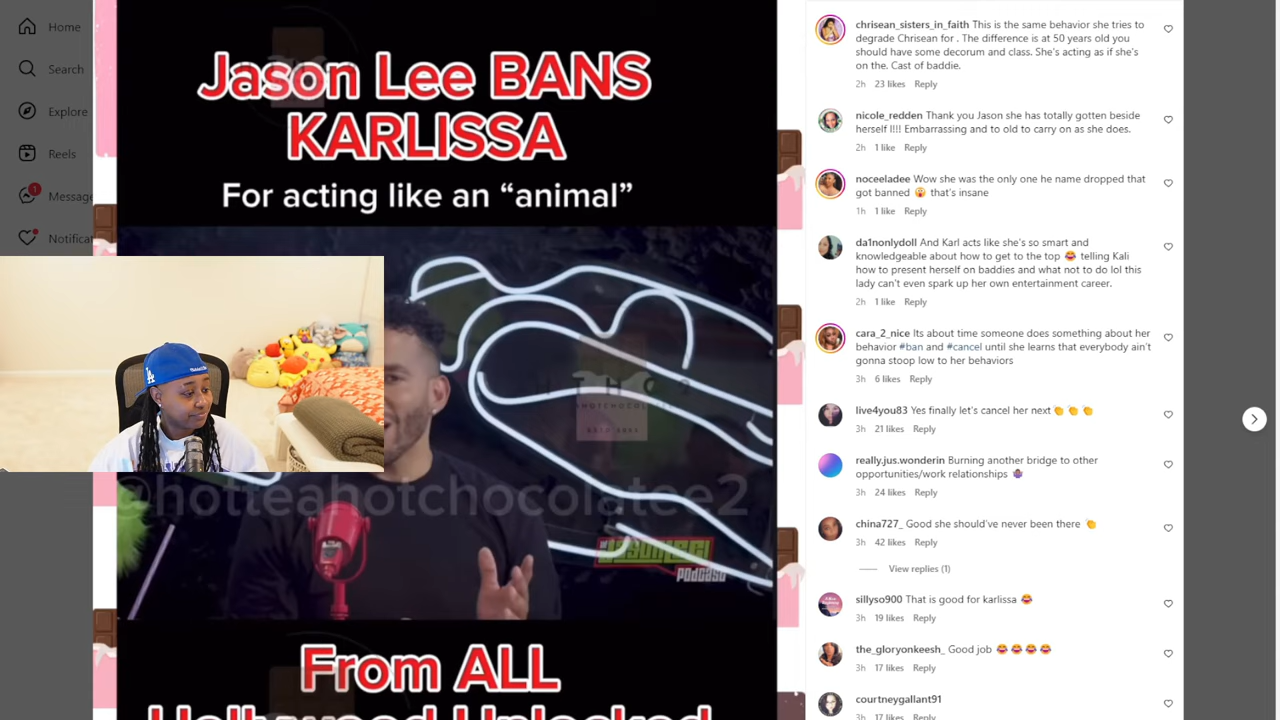 Home
Search
Explore
Reels
1
Message
Notifica
Jason Lee BANS
KARLISSA
For acting like an “animal”
@hotteanotchocolatee2
PODCAST
From ALL
Hollywood Unlocked
chrisean_sisters_in_faith This is the same behavior she tries to
degrade Chrisean for . The difference is at 50 years old you
should have some decorum and class. She's acting as if she's
on the. Cast of baddie.
2h 23 likes Reply
nicole_redden Thank you Jason she has totally gotten beside
herself I!!! Embarrassing and to old to carry on as she does.
2h 1 like Reply
noceeladee Wow she was the only one he name dropped that
got banned 😱 that's insane
1h 1 like Reply
da1nonlydoll And Karl acts like she's so smart and
knowledgeable about how to get to the top 😂 telling Kali
how to present herself on baddies and what not to do lol this
lady can't even spark up her own entertainment career.
2h 1 like Reply
cara_2_nice Its about time someone does something about her
behavior #ban and #cancel until she learns that everybody ain't
gonna stoop low to her behaviors
3h 6 likes Reply
live4you83 Yes finally let's cancel her next 👏 👏 👏
3h 21 likes Reply
really.jus.wonderin Burning another bridge to other
opportunities/work relationships 🤷🏾‍♀️
3h 24 likes Reply
china727_ Good she should've never been there 👏
3h 42 likes Reply
View replies (1)
sillyso900 That is good for karlissa 😂
3h 19 likes Reply
the_gloryonkeesh_ Good job 😂 😂 😂 😂
3h 17 likes Reply
courtneygallant91
3h 17 likes Reply